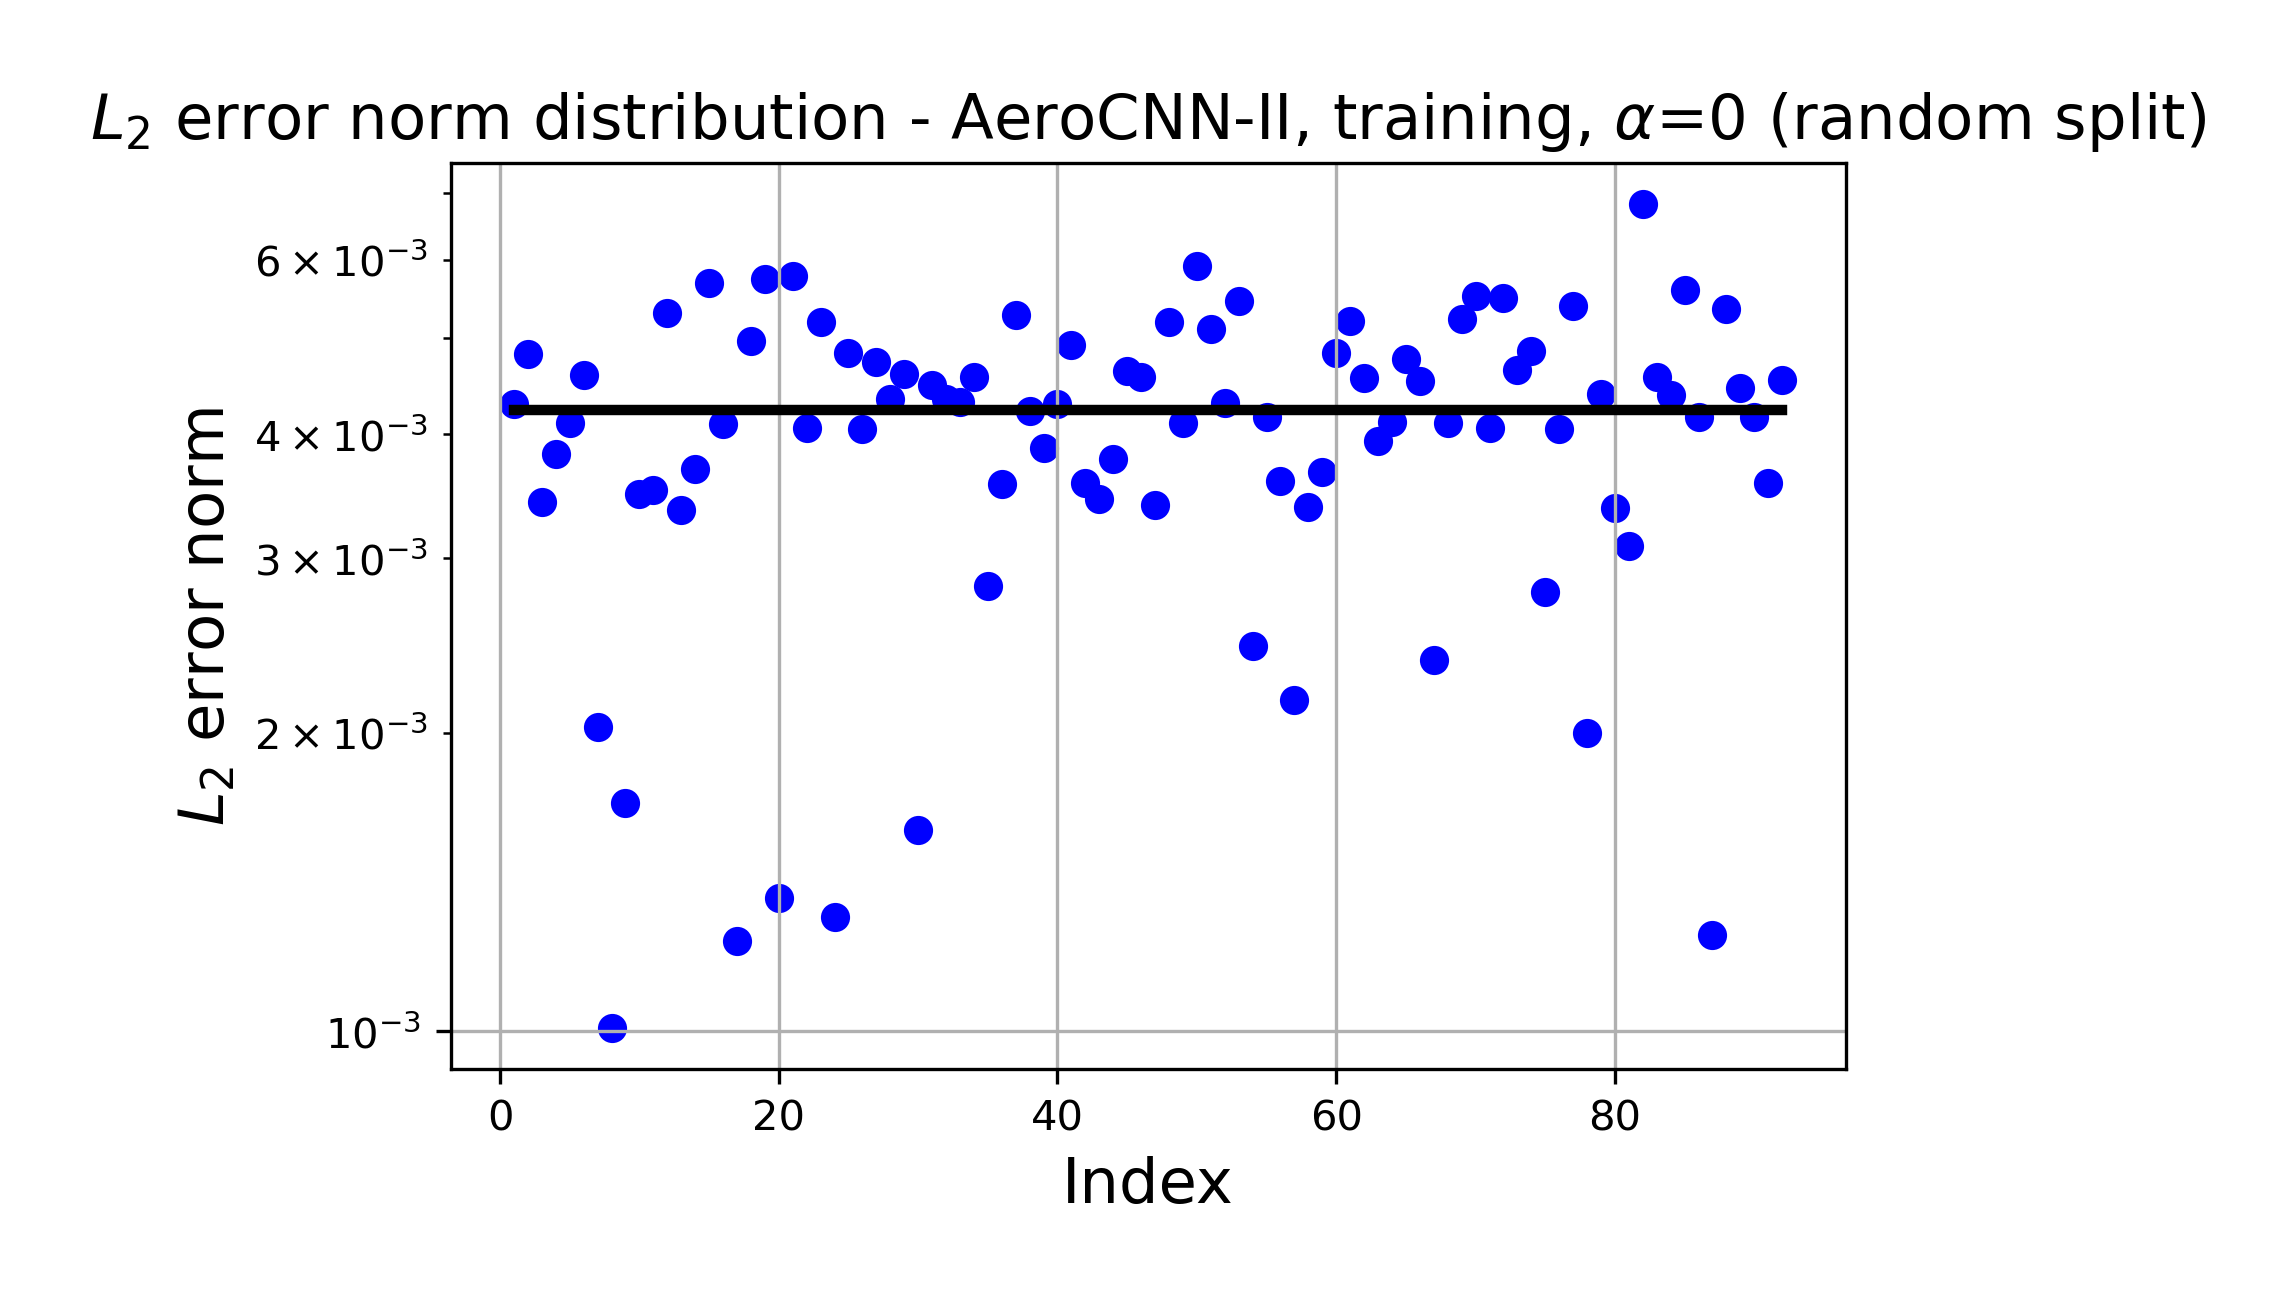 L₂ error norm distribution - AeroCNN-II, training, α=0 (random split)
L₂ error norm
6 × 10⁻³
4 × 10⁻³
3 × 10⁻³
2 × 10⁻³
10⁻³
0 20 40 60 80
Index